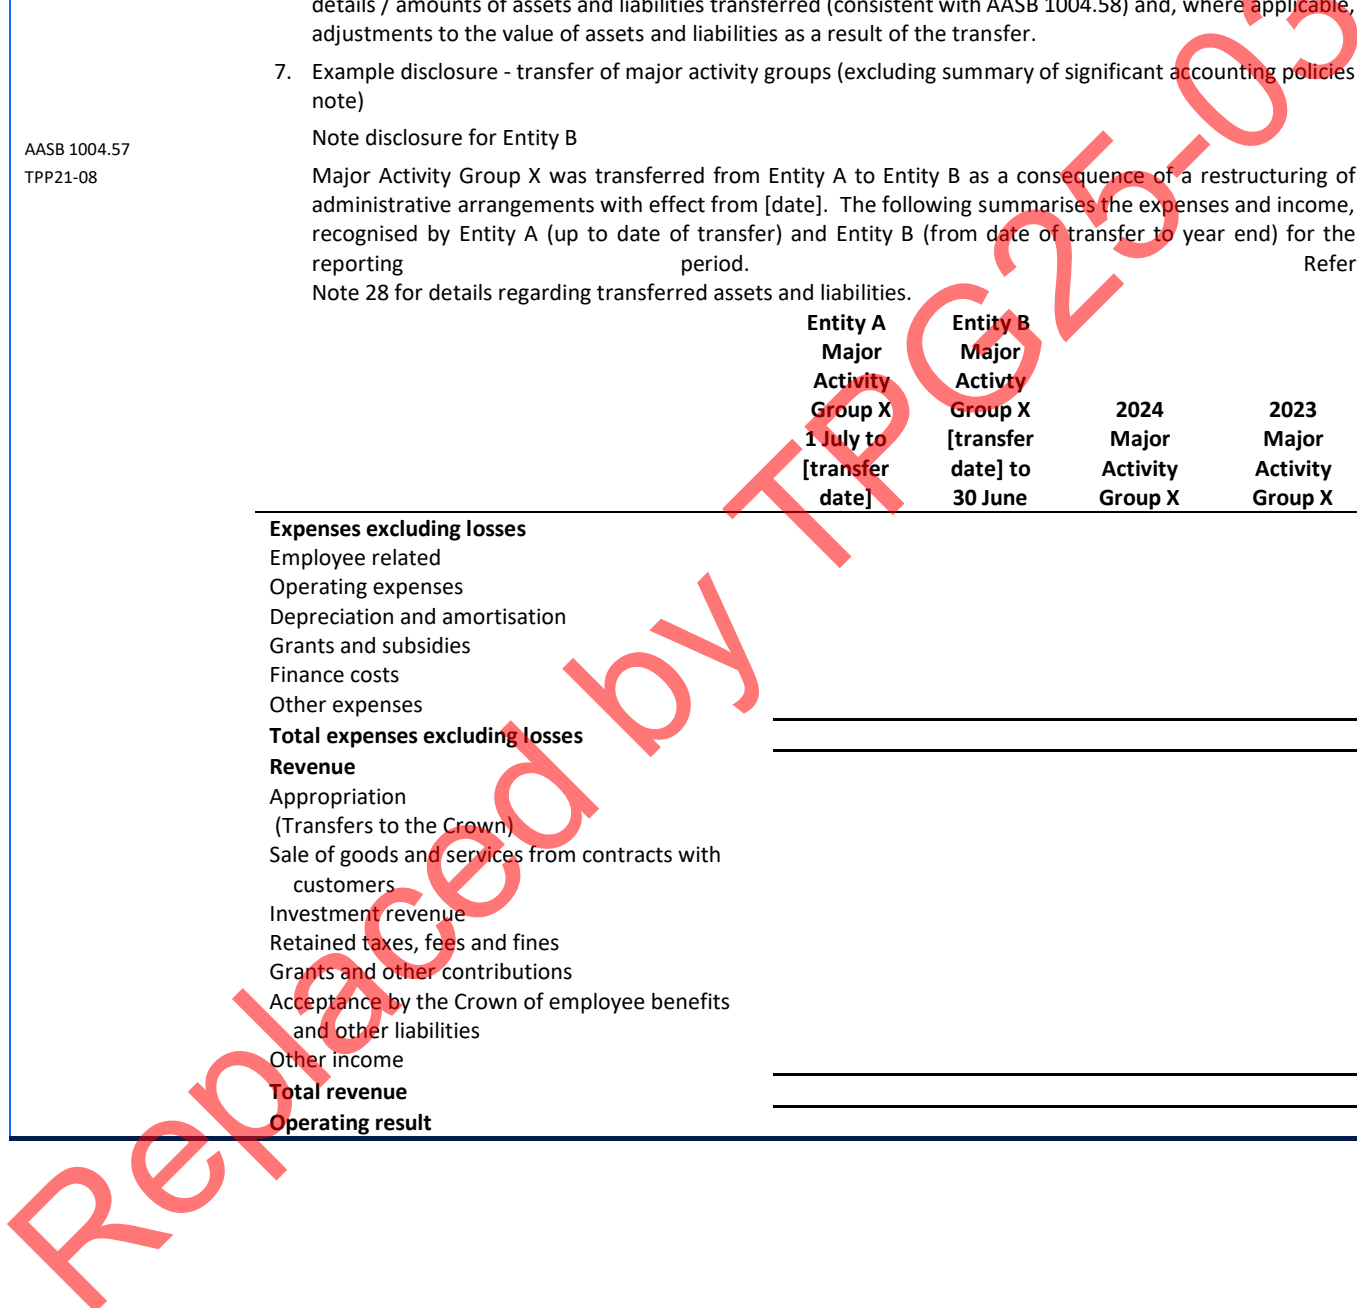 details / amounts of assets and liabilities transferred (consistent with AASB 1004.58) and, where applicable,
adjustments to the value of assets and liabilities as a result of the transfer.
7. Example disclosure - transfer of major activity groups (excluding summary of significant accounting policies
note)
Note disclosure for Entity B
AASB 1004.57
TPP21-08
Major Activity Group X was transferred from Entity A to Entity B as a consequence of a restructuring of
administrative arrangements with effect from [date]. The following summarises the expenses and income,
recognised by Entity A (up to date of transfer) and Entity B (from date of transfer to year end) for the
reporting period. Refer
Note 28 for details regarding transferred assets and liabilities.
Entity A Entity B
Major Major
Activity Activty
Group X Group X 2024 2023
1 July to [transfer Major Major
[transfer date] to Activity Activity
date] 30 June Group X Group X
Expenses excluding losses
Employee related
Operating expenses
Depreciation and amortisation
Grants and subsidies
Finance costs
Other expenses
Total expenses excluding losses
Revenue
Appropriation
(Transfers to the Crown)
Sale of goods and services from contracts with
customers
Investment revenue
Retained taxes, fees and fines
Grants and other contributions
Acceptance by the Crown of employee benefits
and other liabilities
Other income
Total revenue
Operating result
Replaced by TPG25-03